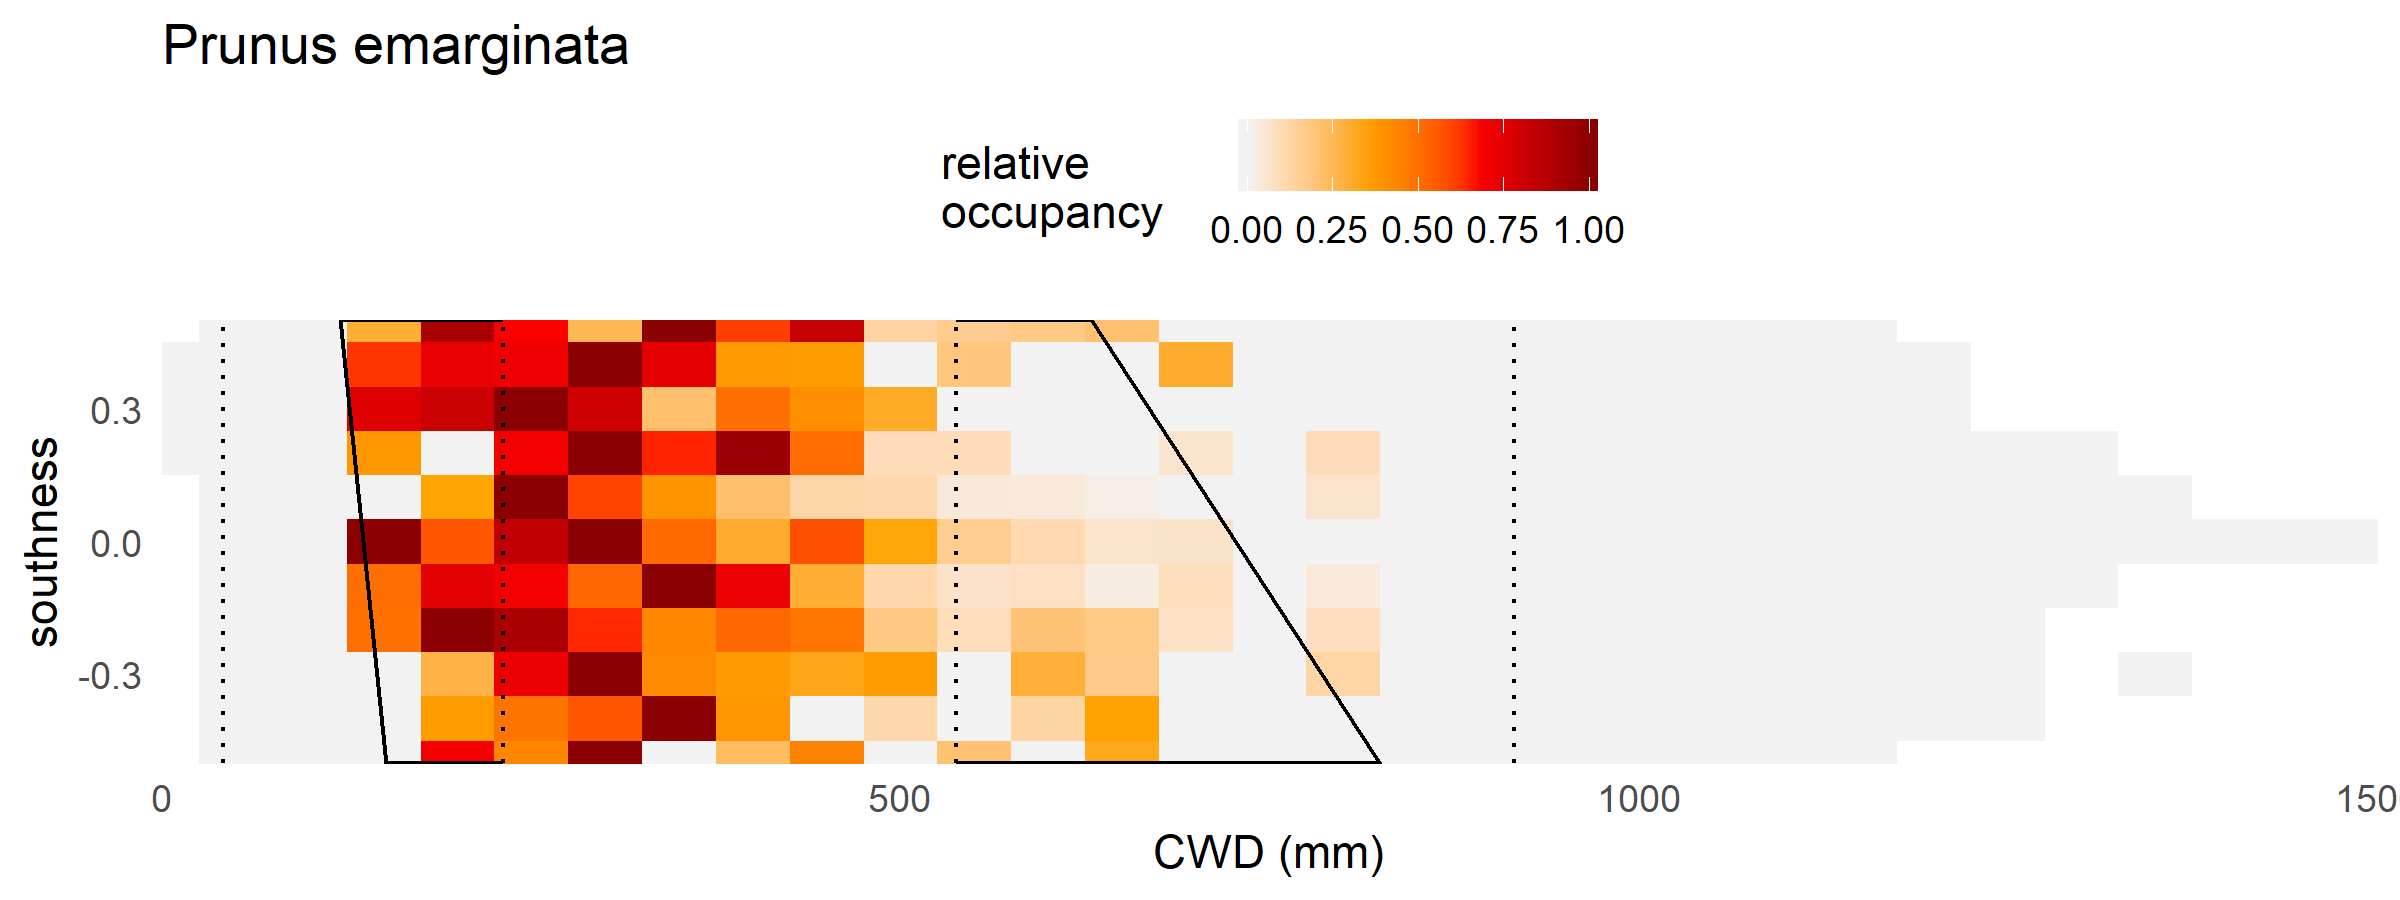 Prunus emarginata
relative
occupancy
0.00 0.25 0.50 0.75 1.00
southness
0.3
0.0
-0.3
0 500 1000 150
CWD (mm)